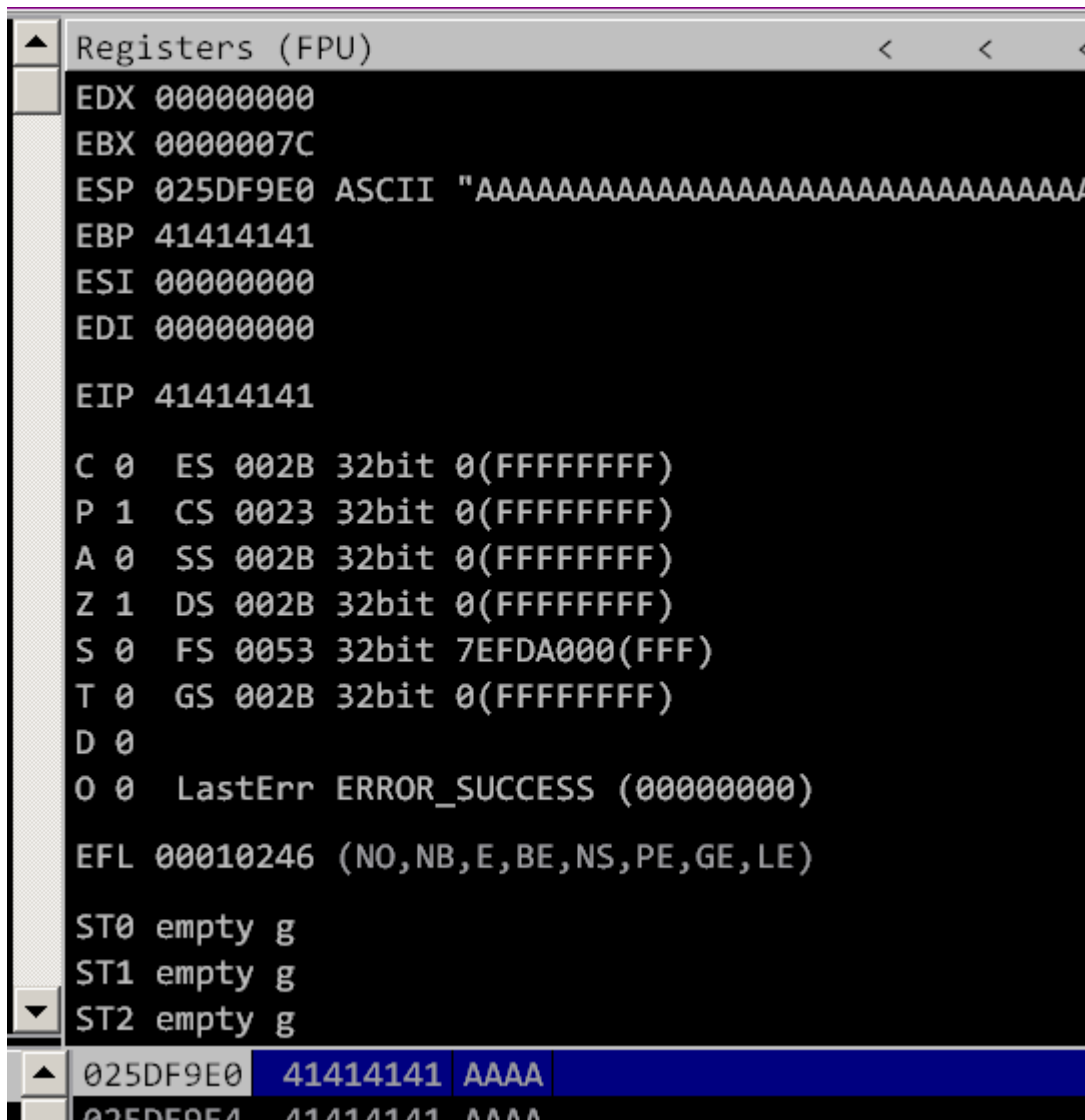 Registers (FPU) < < <
EDX 00000000
EBX 0000007C
ESP 025DF9E0 ASCII "AAAAAAAAAAAAAAAAAAAAAAAAAAAAAAA
EBP 41414141
ESI 00000000
EDI 00000000
EIP 41414141
C 0 ES 002B 32bit 0(FFFFFFFF)
P 1 CS 0023 32bit 0(FFFFFFFF)
A 0 SS 002B 32bit 0(FFFFFFFF)
Z 1 DS 002B 32bit 0(FFFFFFFF)
S 0 FS 0053 32bit 7EFDA000(FFF)
T 0 GS 002B 32bit 0(FFFFFFFF)
D 0
O 0 LastErr ERROR_SUCCESS (00000000)
EFL 00010246 (NO,NB,E,BE,NS,PE,GE,LE)
ST0 empty g
ST1 empty g
ST2 empty g
025DF9E0 41414141 AAAA
025DF9E4 41414141 AAAA